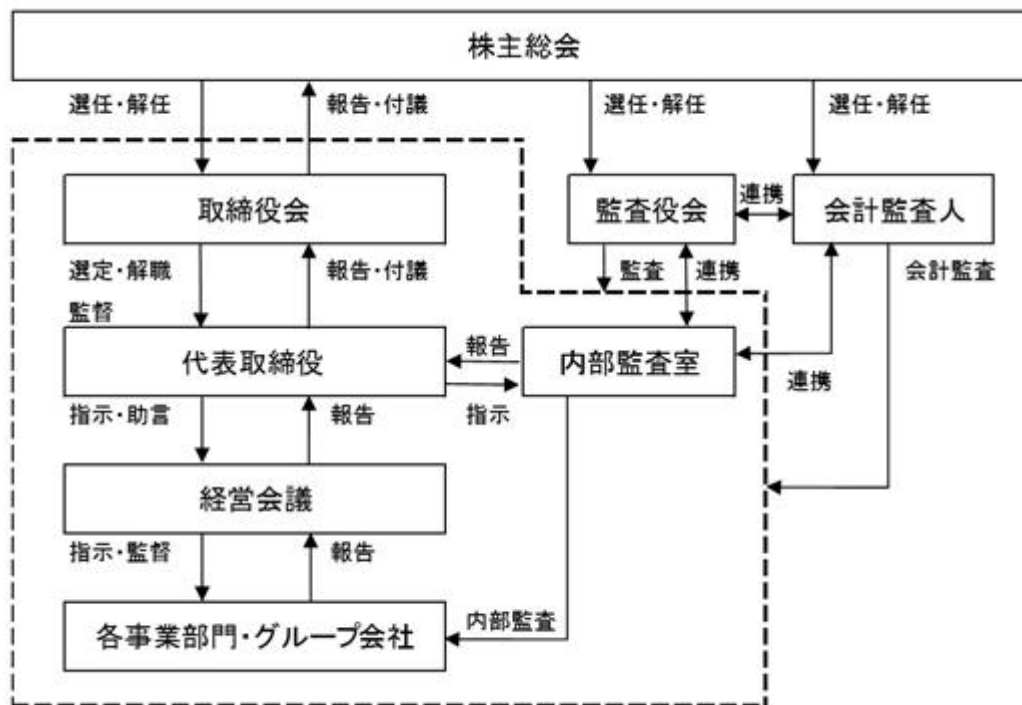 株主総会
選任・解任
報告・付議
選任・解任
選任・解任
取締役会
監査役会
連携
会計監査人
選定・解職
監督
報告・付議
監査
連携
会計監査
代表取締役
報告
指示
内部監査室
連携
指示・助言
報告
経営会議
指示・監督
報告
各事業部門・グループ会社
内部監査